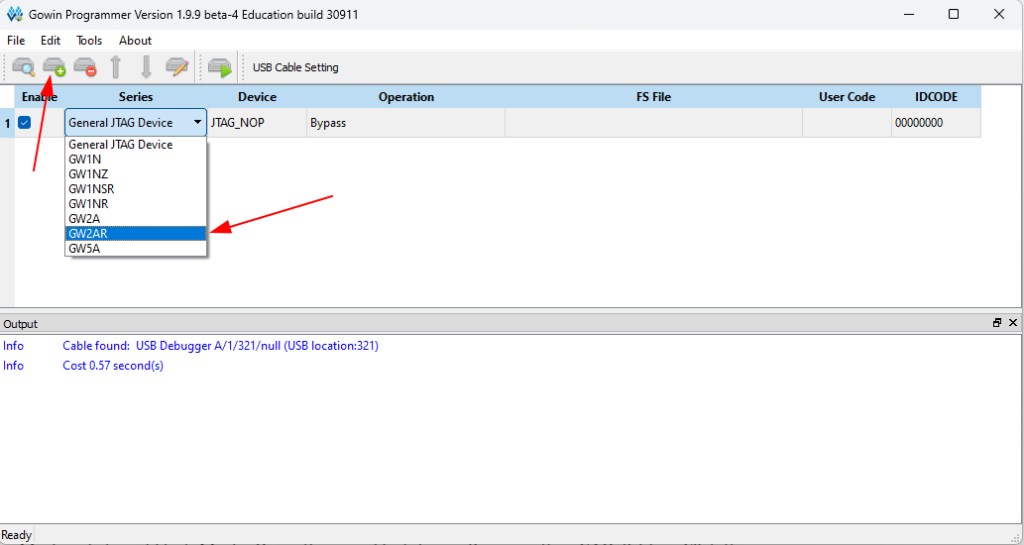 Gowin Programmer Version 1.9.9 beta-4 Education build 30911
File Edit Tools About
USB Cable Setting
Enable Series Device Operation FS File User Code IDCODE
1 General JTAG Device JTAG_NOP Bypass 00000000
General JTAG Device
GW1N
GW1NZ
GW1NSR
GW1NR
GW2A
GW2AR
GW5A
Output
Info Cable found: USB Debugger A/1/321/null (USB location:321)
Info Cost 0.57 second(s)
Ready